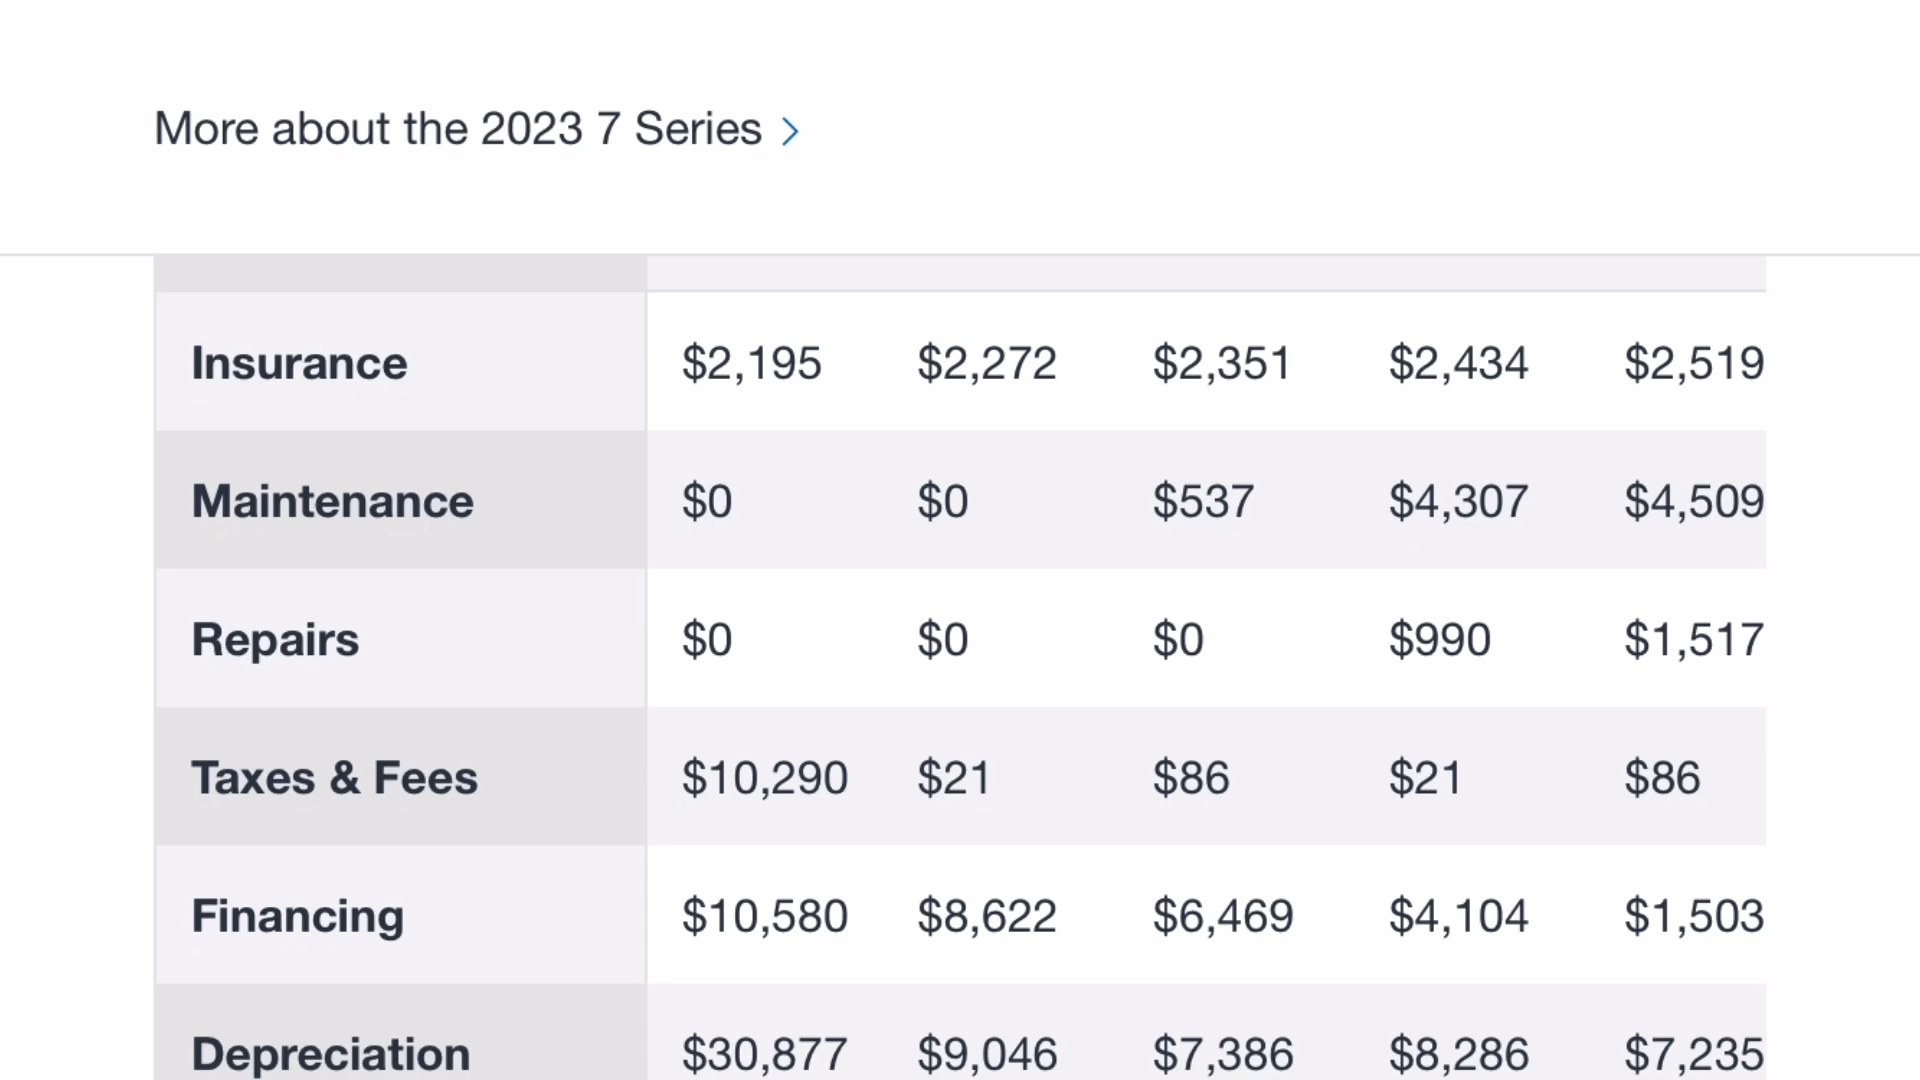 More about the 2023 7 Series >
Insurance $2,195 $2,272 $2,351 $2,434 $2,519
Maintenance $0 $0 $537 $4,307 $4,509
Repairs $0 $0 $0 $990 $1,517
Taxes & Fees $10,290 $21 $86 $21 $86
Financing $10,580 $8,622 $6,469 $4,104 $1,503
Depreciation $30,877 $9,046 $7,386 $8,286 $7,235